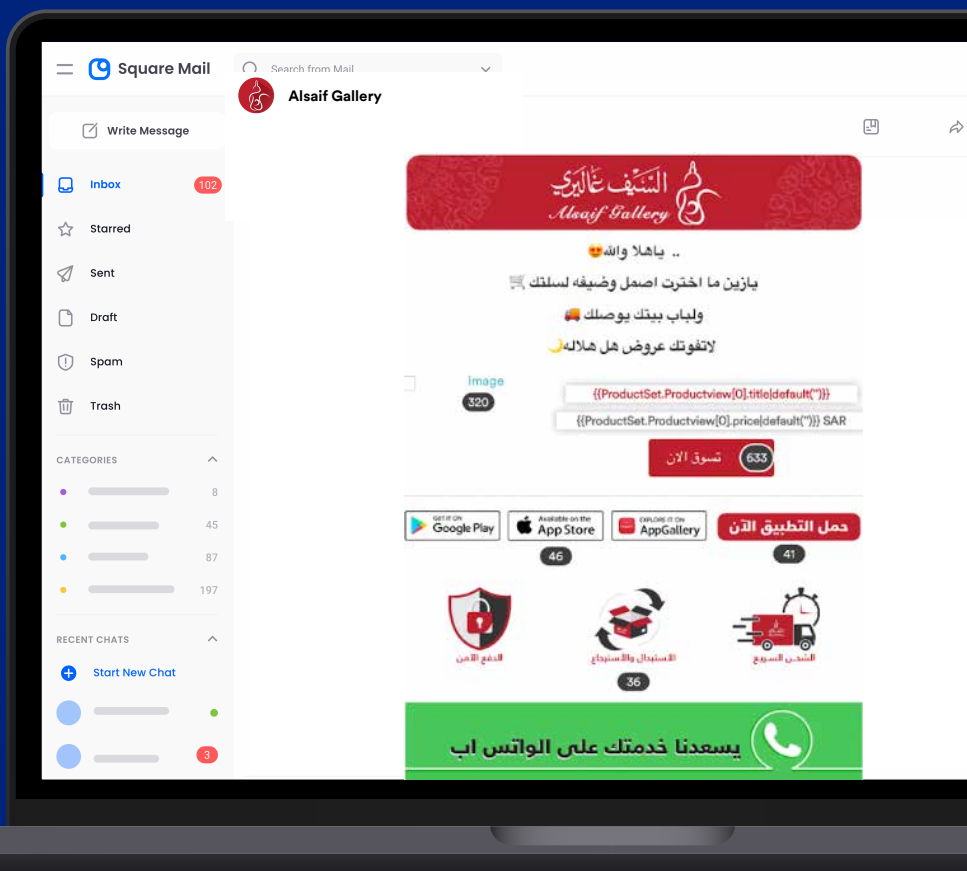 Square Mail
Search from Mail
Alsaif Gallery
Write Message
Inbox
102
Starred
Sent
Draft
Spam
Trash
CATEGORIES
8
45
87
197
RECENT CHATS
Start New Chat
3
السَّيْف غاليري
Alsaif Gallery
.. ياهلا والله😍
يازين ما اخترت اصمل وضيفه لسلتك 🛒
ولباب بيتك يوصلك 🚚
لاتفوتك عروض هل هلاله🌙
Image
320
{{ProductSet.Productview[0].title|default('')}}
{{ProductSet.Productview[0].price|default('')}} SAR
تسوق الان
633
GET IT ON
Google Play
Available on the
App Store
EXPLORE IT ON
AppGallery
حمل التطبيق الآن
46
41
الدفع الآمن
الاستبدال والاسترجاع
الشحن السريع
36
يسعدنا خدمتك على الواتس اب